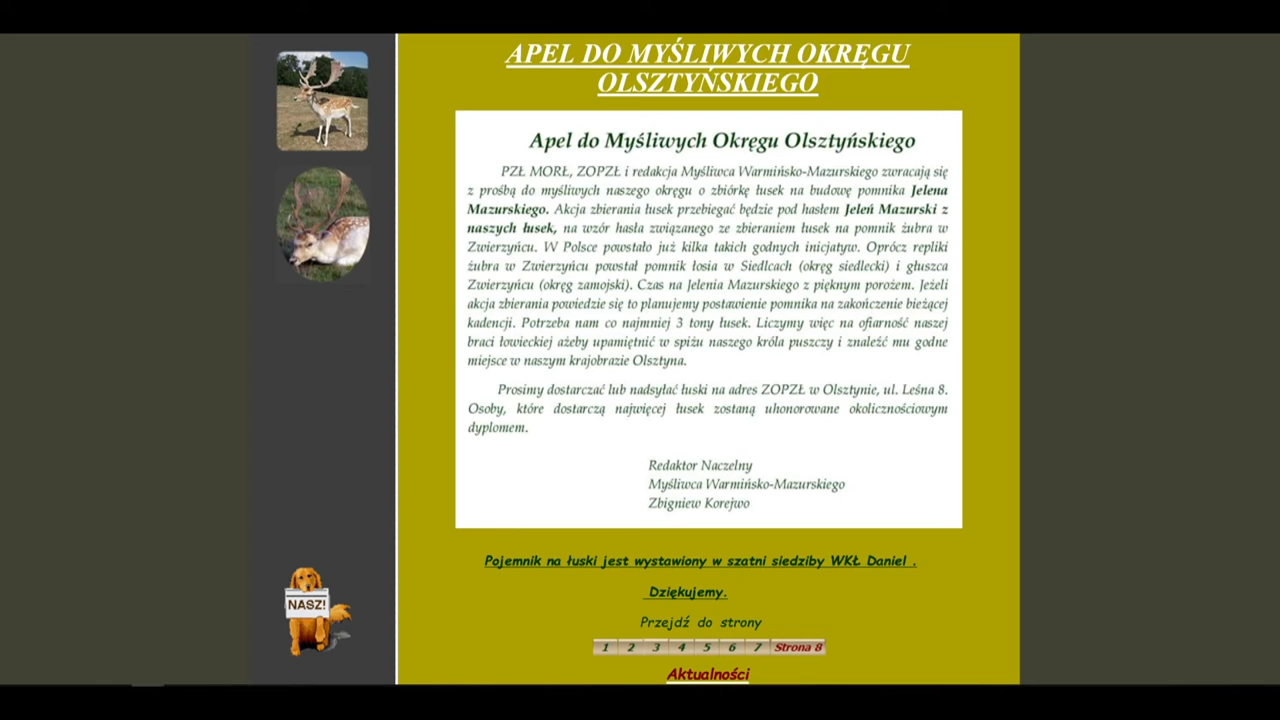 APEL DO MYŚLIWYCH OKRĘGU
OLSZTYŃSKIEGO
Apel do Myśliwych Okręgu Olsztyńskiego
PZŁ MORŁ, ZOPZŁ i redakcja Myśliwca Warmińsko-Mazurskiego zwracają się
z prośbą do myśliwych naszego okręgu o zbiórkę łusek na budowę pomnika Jelena
Mazurskiego. Akcja zbierania łusek przebiegać będzie pod hasłem Jeleń Mazurski z
naszych łusek, na wzór hasła związanego ze zbieraniem łusek na pomnik żubra w
Zwierzyńcu. W Polsce powstało już kilka takich godnych inicjatyw. Oprócz repliki
żubra w Zwierzyńcu powstał pomnik łosia w Siedlcach (okręg siedlecki) i głuszca
Zwierzyńcu (okręg zamojski). Czas na Jelenia Mazurskiego z pięknym porożem. Jeżeli
akcja zbierania powiedzie się to planujemy postawienie pomnika na zakończenie bieżącej
kadencji. Potrzeba nam co najmniej 3 tony łusek. Liczymy więc na ofiarność naszej
braci łowieckiej ażeby upamiętnić w spiżu naszego króla puszczy i znaleźć mu godne
miejsce w naszym krajobrazie Olsztyna.
Prosimy dostarczać lub nadsyłać łuski na adres ZOPZŁ w Olsztynie, ul. Leśna 8.
Osoby, które dostarczą najwięcej łusek zostaną uhonorowane okolicznościowym
dyplomem.
Redaktor Naczelny
Myśliwca Warmińsko-Mazurskiego
Zbigniew Korejwo
NASZ!
Pojemnik na łuski jest wystawiony w szatni siedziby WKŁ Daniel .
Dziękujemy.
Przejdź do strony
1 2 3 4 5 6 7 Strona 8
Aktualności